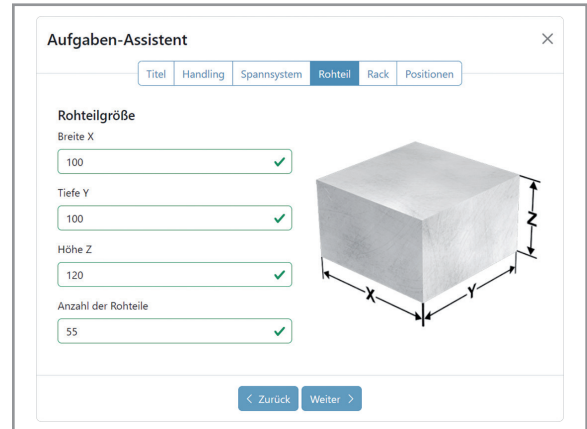 Aufgaben-Assistent
Titel Handling Spannsystem Rohteil Rack Positionen
Rohteilgröße
Breite X
100
Tiefe Y
100
Höhe Z
120
Anzahl der Rohteile
55
Z
X
Y
< Zurück Weiter >